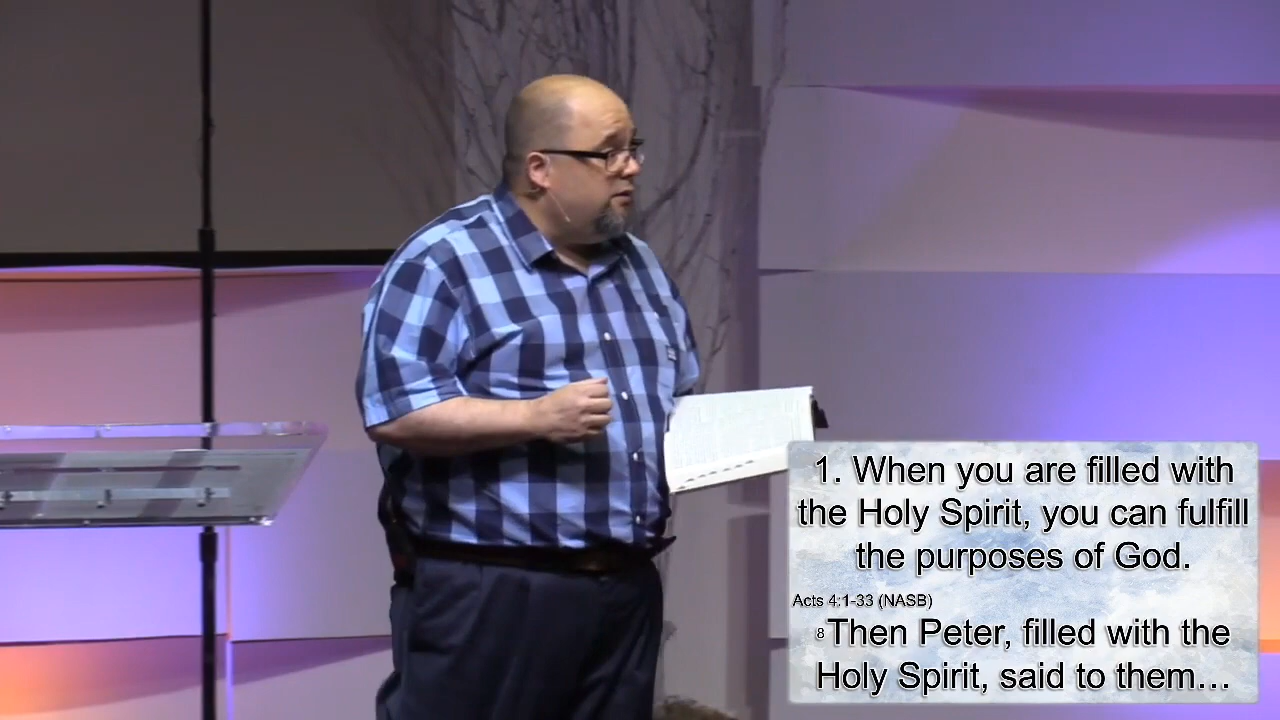 1. When you are filled with
the Holy Spirit, you can fulfill
the purposes of God.
Acts 4:1-33 (NASB)
8Then Peter, filled with the
Holy Spirit, said to them…